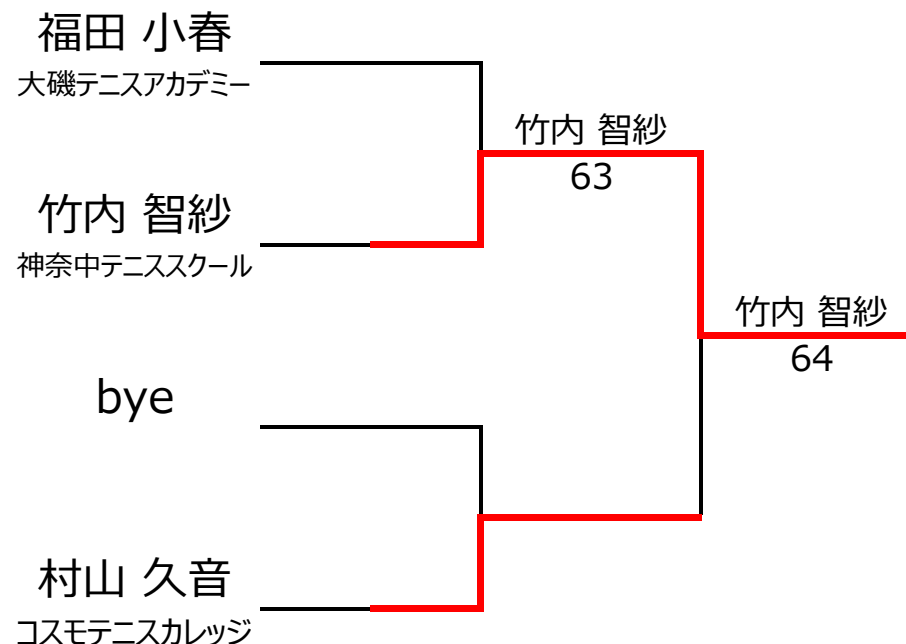 福田 小春
大磯テニスアカデミー
竹内 智紗
63
竹内 智紗
神奈中テニススクール
竹内 智紗
64
bye
村山 久音
コスモテニスカレッジ